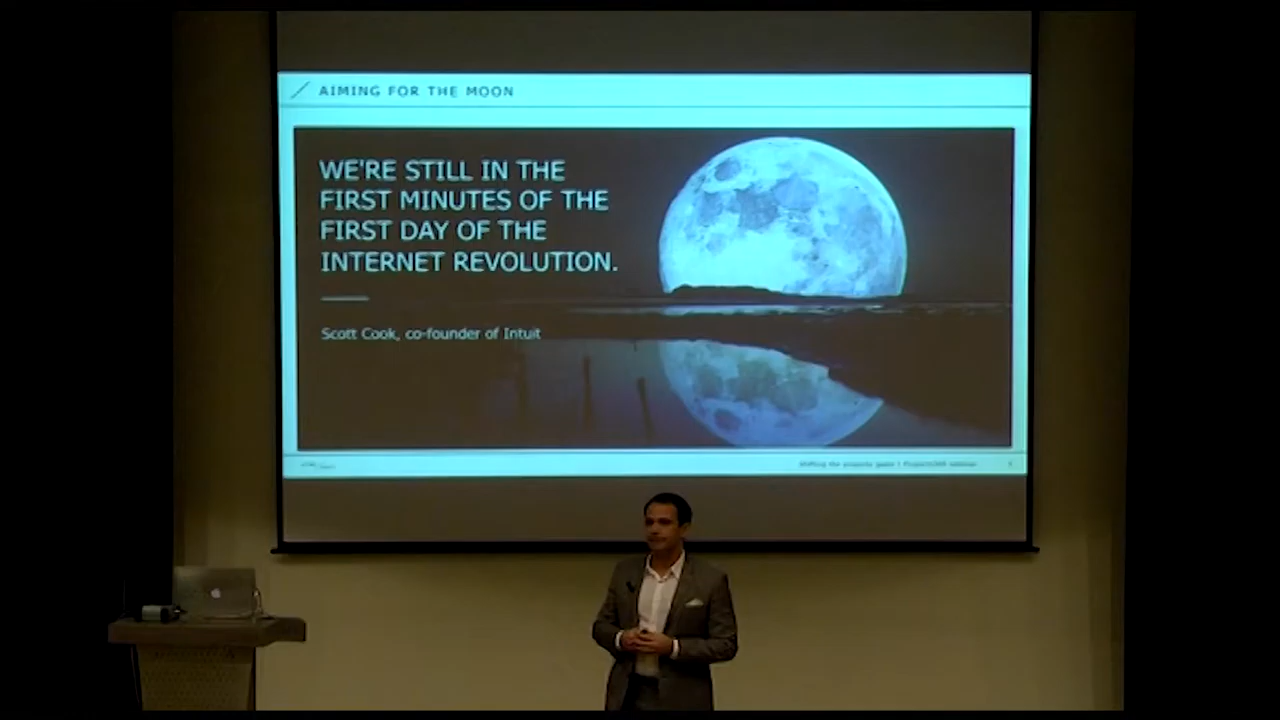 AIMING FOR THE MOON
WE'RE STILL IN THE
FIRST MINUTES OF THE
FIRST DAY OF THE
INTERNET REVOLUTION.
Scott Cook, co-founder of Intuit